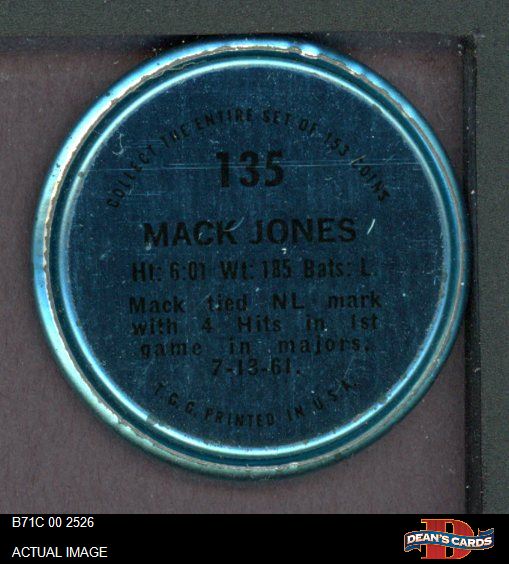 COLLECT THE ENTIRE SET OF 153 COINS
135
MACK JONES
Ht: 6:01 Wt: 185 Bats: L
Mack tied NL mark
with 4 Hits in 1st
game in majors,
7-13-61.
T.C.G. PRINTED IN U.S.A.
B71C 00 2526
ACTUAL IMAGE
D
DEAN'S CARDS